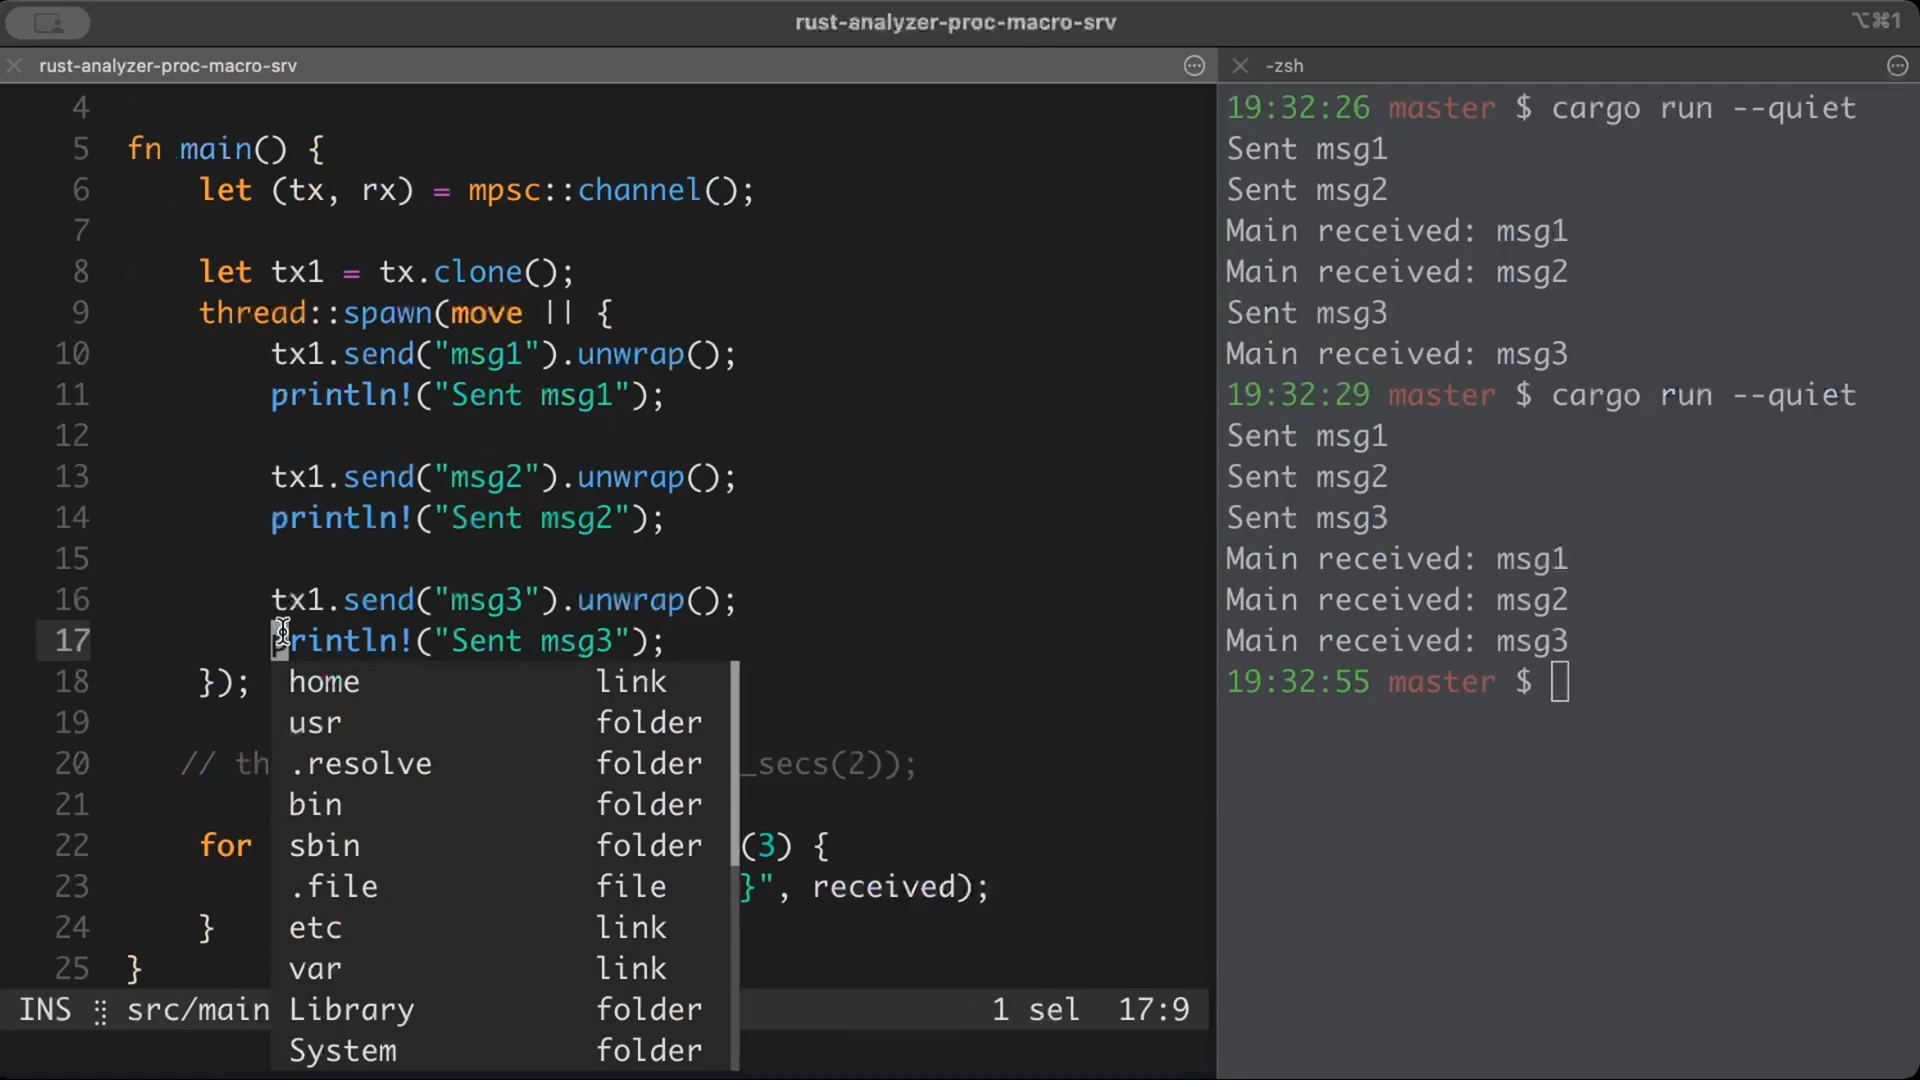 rust-analyzer-proc-macro-srv
⌥⌘1
rust-analyzer-proc-macro-srv
4
5 fn main() {
6 let (tx, rx) = mpsc::channel();
7
8 let tx1 = tx.clone();
9 thread::spawn(move || {
10 tx1.send("msg1").unwrap();
11 println!("Sent msg1");
12
13 tx1.send("msg2").unwrap();
14 println!("Sent msg2");
15
16 tx1.send("msg3").unwrap();
17 println!("Sent msg3");
18 });
19
20 // th _secs(2));
21
22 for (3) {
23 }", received);
24 }
25 }
home link
usr folder
.resolve folder
bin folder
sbin folder
.file file
etc link
var link
Library folder
System folder
INS src/main 1 sel 17:9
-zsh
19:32:26 master $ cargo run --quiet
Sent msg1
Sent msg2
Main received: msg1
Main received: msg2
Sent msg3
Main received: msg3
19:32:29 master $ cargo run --quiet
Sent msg1
Sent msg2
Sent msg3
Main received: msg1
Main received: msg2
Main received: msg3
19:32:55 master $